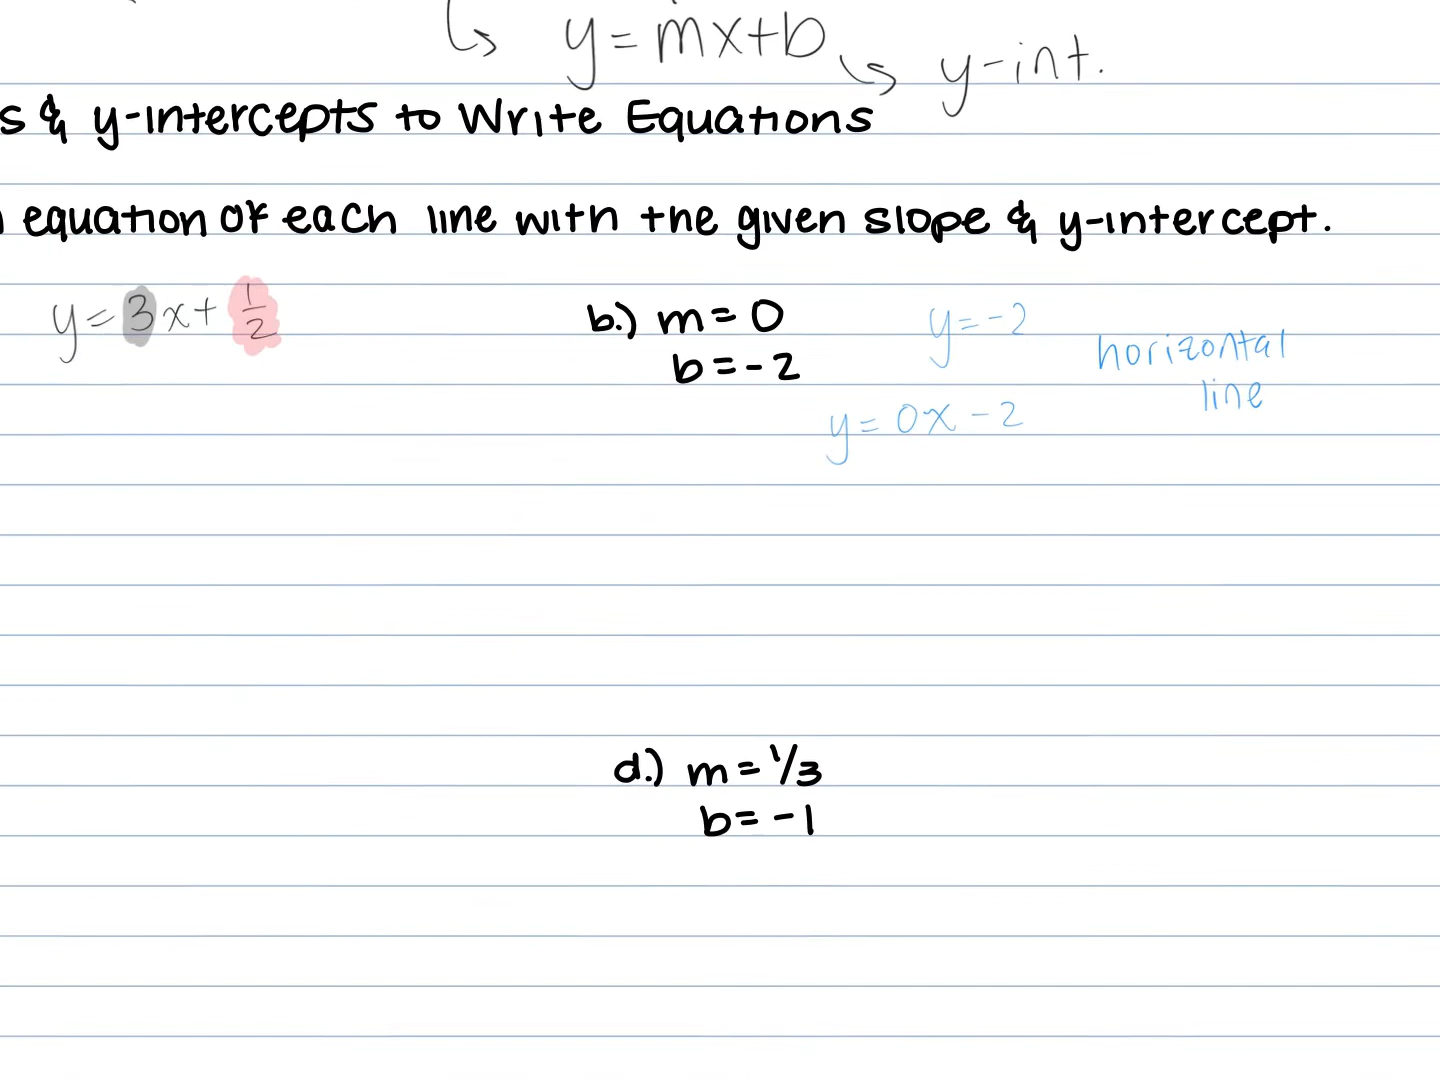 y = mx+b
y-int.
s & y-intercepts to Write Equations
equation of each line with the given slope & y-intercept.
y = 3x + 1/2
b.) m = 0
b = -2
y = -2
y = 0x - 2
horizontal
line
d.) m = 1/3
b = -1